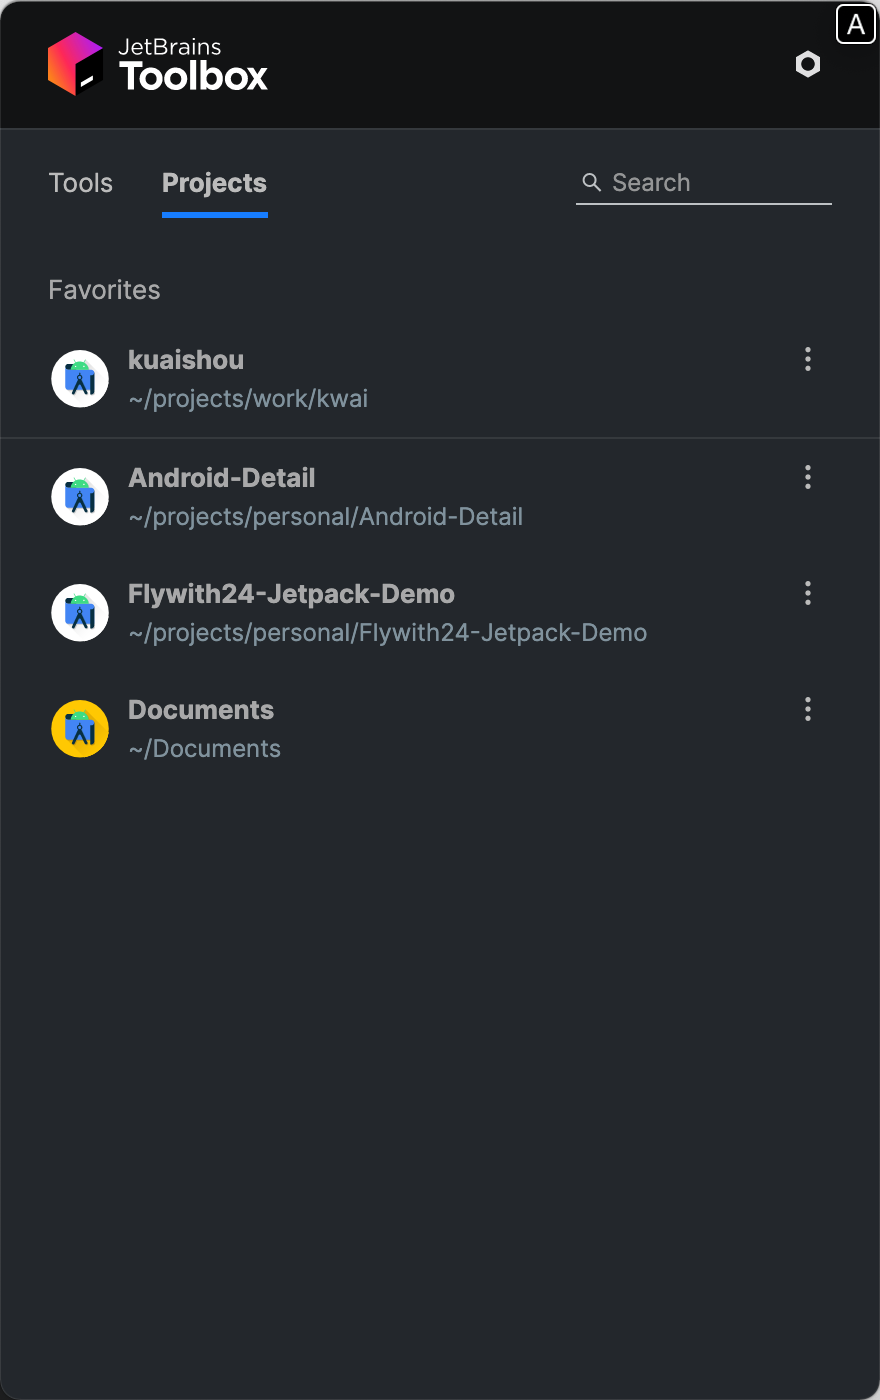 A
JetBrains
Toolbox
Tools
Projects
Search
Favorites
kuaishou
~/projects/work/kwai
Android-Detail
~/projects/personal/Android-Detail
Flywith24-Jetpack-Demo
~/projects/personal/Flywith24-Jetpack-Demo
Documents
~/Documents